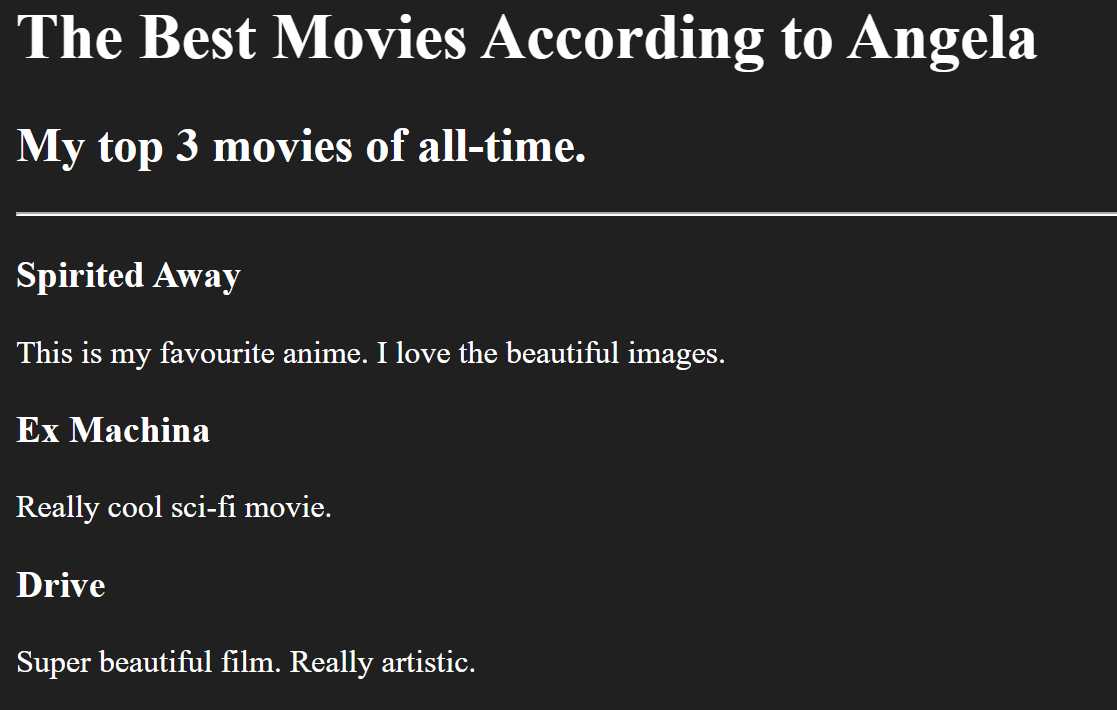 The Best Movies According to Angela
My top 3 movies of all-time.
Spirited Away
This is my favourite anime. I love the beautiful images.
Ex Machina
Really cool sci-fi movie.
Drive
Super beautiful film. Really artistic.